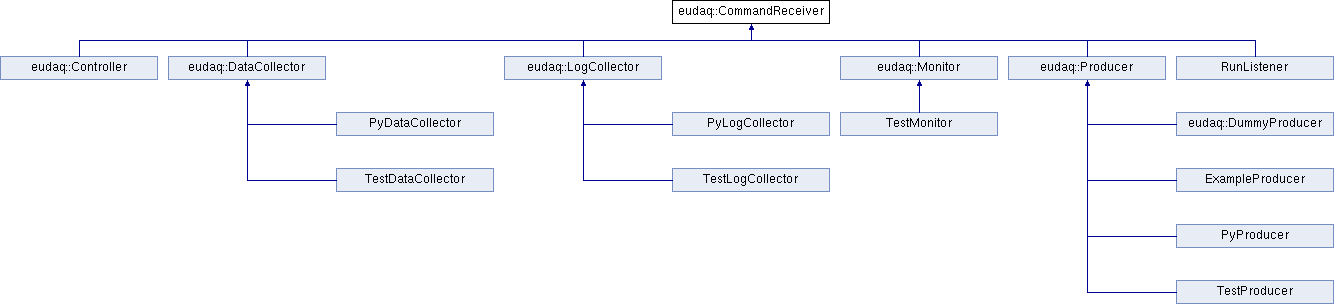 eudaq::CommandReceiver
eudaq::Controller
eudaq::DataCollector
eudaq::LogCollector
eudaq::Monitor
eudaq::Producer
RunListener
PyDataCollector
PyLogCollector
TestMonitor
eudaq::DummyProducer
TestDataCollector
TestLogCollector
ExampleProducer
PyProducer
TestProducer